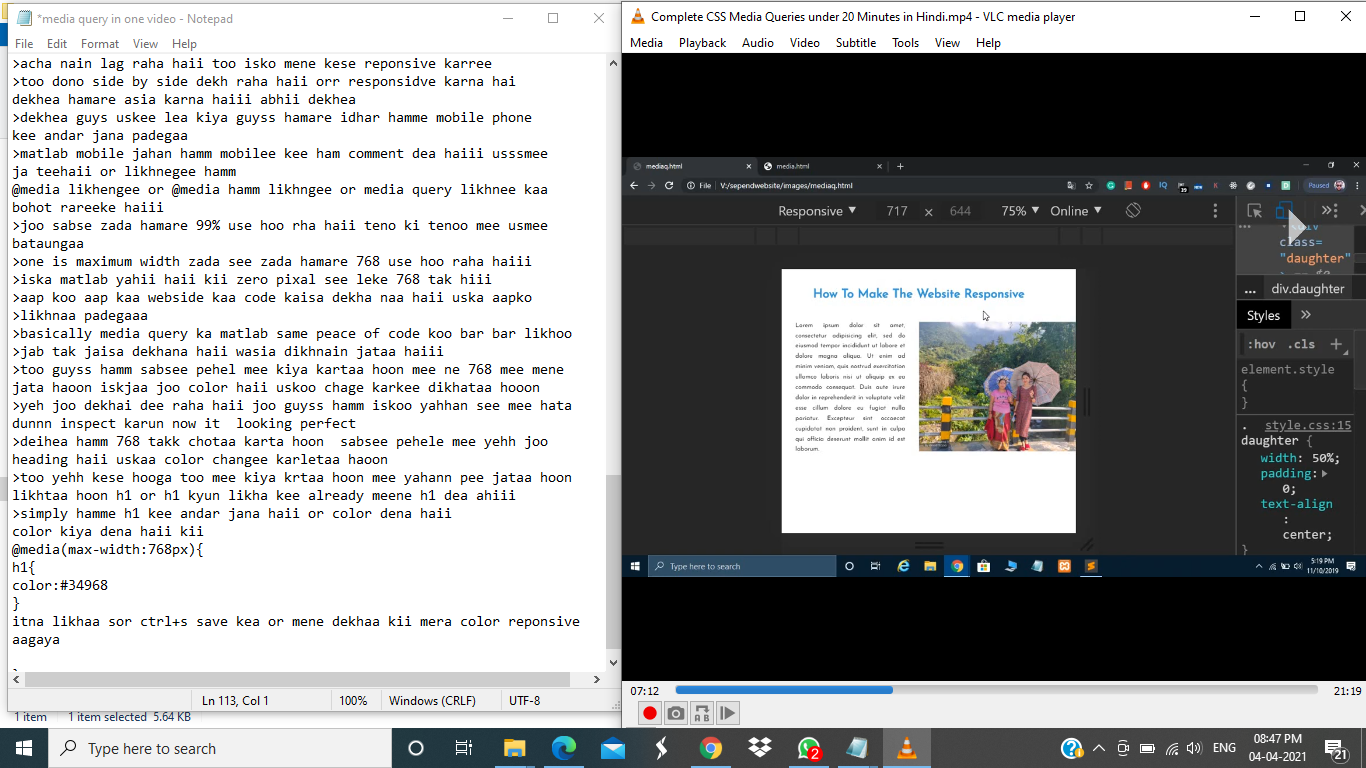 *media query in one video - Notepad
File Edit Format View Help
>acha nain lag raha haii too isko mene kese reponsive karree
>too dono side by side dekh raha haii orr responsidve karna hai
dekhea hamare asia karna haiii abhii dekhea
>dekhea guys uskee lea kiya guyss hamare idhar hamme mobile phone
kee andar jana padegaa
>matlab mobile jahan hamm mobilee kee ham comment dea haiii usssmee
ja teehaii or likhnegee hamm
@media likhengee or @media hamm likhngee or media query likhnee kaa
bohot rareeke haiii
>joo sabse zada hamare 99% use hoo rha haii teno ki tenoo mee usmee
bataungaa
>one is maximum width zada see zada hamare 768 use hoo raha haiii
>iska matlab yahii haii kii zero pixal see leke 768 tak hiii
>aap koo aap kaa webside kaa code kaisa dekha naa haii uska aapko
>likhnaa padegaaa
>basically media query ka matlab same peace of code koo bar bar likhoo
>jab tak jaisa dekhana haii wasia dikhnain jataa haiii
>too guyss hamm sabsee pehel mee kiya kartaa hoon mee ne 768 mee mene
jata haoon iskjaa joo color haii uskoo chage karkee dikhataa hooon
>yeh joo dekhai dee raha haii joo guyss hamm iskoo yahhan see mee hata
dunnn inspect karun now it  looking perfect
>deihea hamm 768 takk chotaa karta hoon  sabsee pehele mee yehh joo
heading haii uskaa color changee karletaa haoon
>too yehh kese hooga too mee kiya krtaa hoon mee yahann pee jataa hoon
likhtaa hoon h1 or h1 kyun likha kee already meene h1 dea ahiii
>simply hamme h1 kee andar jana haii or color dena haii
color kiya dena haii kii
@media(max-width:768px){
h1{
color:#34968
}
itna likhaa sor ctrl+s save kea or mene dekhaa kii mera color reponsive
aagaya
Ln 113, Col 1 100% Windows (CRLF) UTF-8
1 item 1 item selected 5.64 KB
Complete CSS Media Queries under 20 Minutes in Hindi.mp4 - VLC media player
Media Playback Audio Video Subtitle Tools View Help
mediaq.html media.html
File V:/sependwebsite/images/mediaq.html Paused
Responsive 717 x 644 75% Online
How To Make The Website Responsive
Lorem ipsum dolor sit amet,
consectetur adipisicing elit, sed do
eiusmod tempor incididunt ut labore et
dolore magna aliqua. Ut enim ad
minim veniam, quis nostrud exercitation
ullamco laboris nisi ut aliquip ex ea
commodo consequat. Duis aute irure
dolor in reprehenderit in voluptate velit
esse cillum dolore eu fugiat nulla
pariatur. Excepteur sint occaecat
cupidatat non proident, sunt in culpa
qui officia deserunt mollit anim id est
laborum.
<div
class=
"daughter"
... div.daughter
Styles
:hov .cls +
element.style
{
}
. style.css:15
daughter {
width: 50%;
padding:
0;
text-align
:
center;
}
Type here to search
5:19 PM
11/10/2019
07:12 21:19
Type here to search
ENG
08:47 PM
04-04-2021
2
21